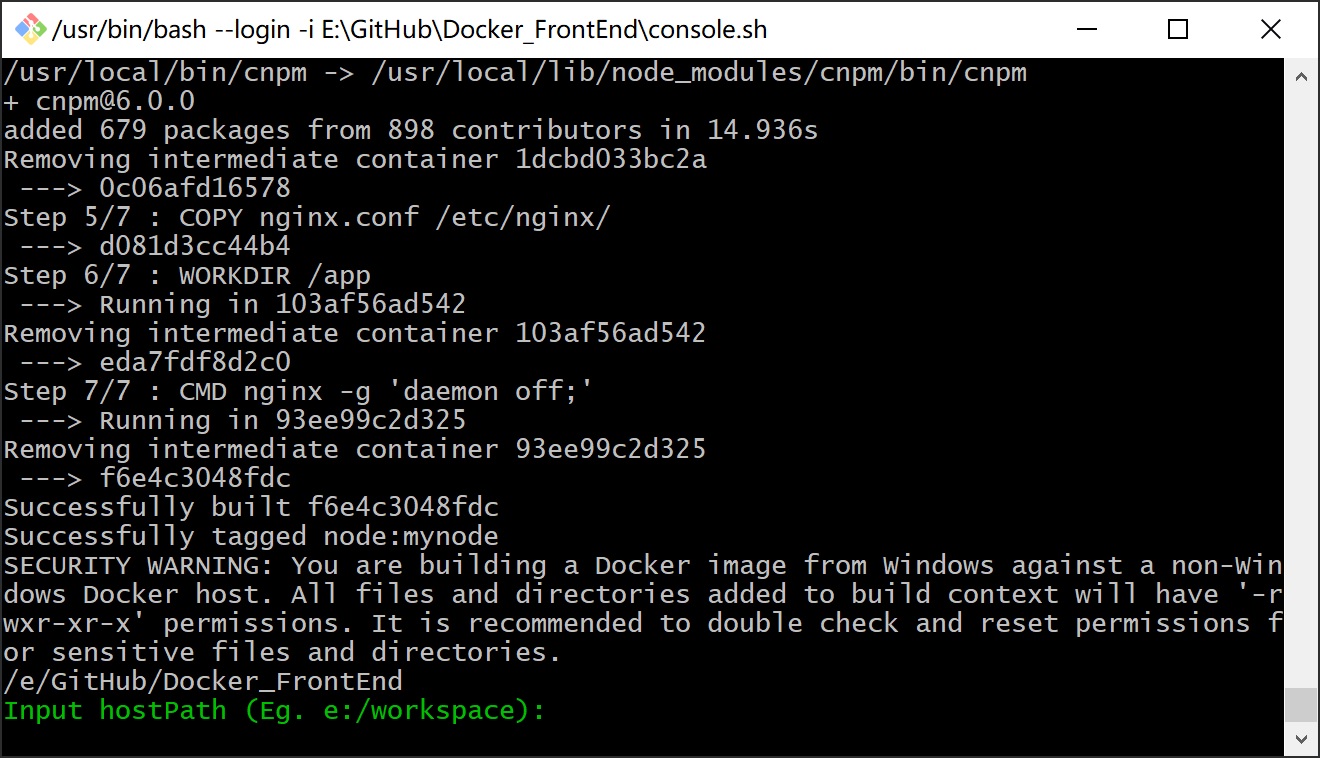 /usr/bin/bash --login -i E:\GitHub\Docker_FrontEnd\console.sh
/usr/local/bin/cnpm -> /usr/local/lib/node_modules/cnpm/bin/cnpm
+ cnpm@6.0.0
added 679 packages from 898 contributors in 14.936s
Removing intermediate container 1dcbd033bc2a
 ---> 0c06afd16578
Step 5/7 : COPY nginx.conf /etc/nginx/
 ---> d081d3cc44b4
Step 6/7 : WORKDIR /app
 ---> Running in 103af56ad542
Removing intermediate container 103af56ad542
 ---> eda7fdf8d2c0
Step 7/7 : CMD nginx -g 'daemon off;'
 ---> Running in 93ee99c2d325
Removing intermediate container 93ee99c2d325
 ---> f6e4c3048fdc
Successfully built f6e4c3048fdc
Successfully tagged node:mynode
SECURITY WARNING: You are building a Docker image from Windows against a non-Win
dows Docker host. All files and directories added to build context will have '-r
wxr-xr-x' permissions. It is recommended to double check and reset permissions f
or sensitive files and directories.
/e/GitHub/Docker_FrontEnd
Input hostPath (Eg. e:/workspace):